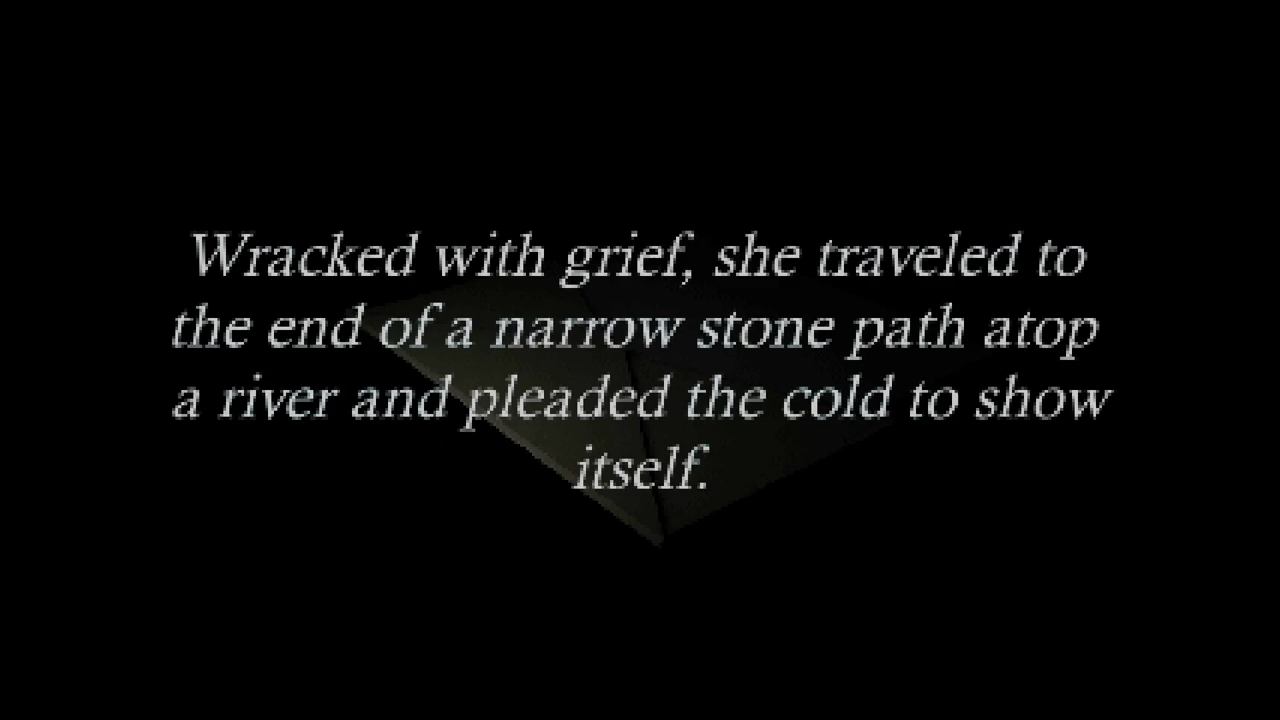 Wracked with grief, she traveled to
the end of a narrow stone path atop
a river and pleaded the cold to show
itself.